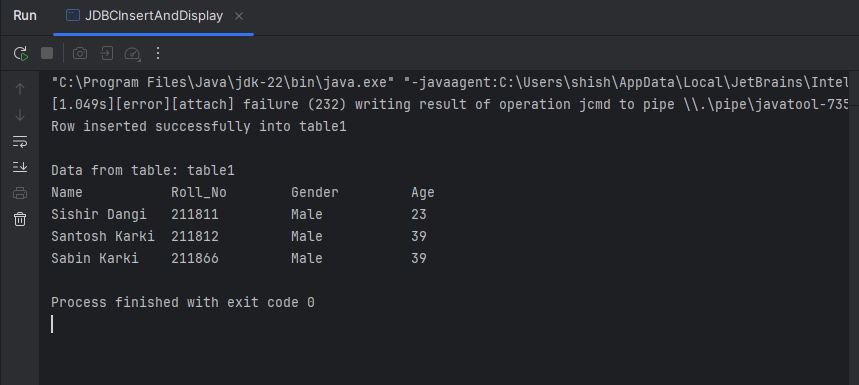 Run JDBCInsertAndDisplay
"C:\Program Files\Java\jdk-22\bin\java.exe" "-javaagent:C:\Users\shish\AppData\Local\JetBrains\Intel
[1.049s][error][attach] failure (232) writing result of operation jcmd to pipe \\.\pipe\javatool-735
Row inserted successfully into table1
Data from table: table1
Name Roll_No Gender Age
Sishir Dangi 211811 Male 23
Santosh Karki 211812 Male 39
Sabin Karki 211866 Male 39
Process finished with exit code 0